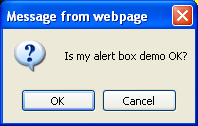 Message from webpage
Is my alert box demo OK?
OK
Cancel